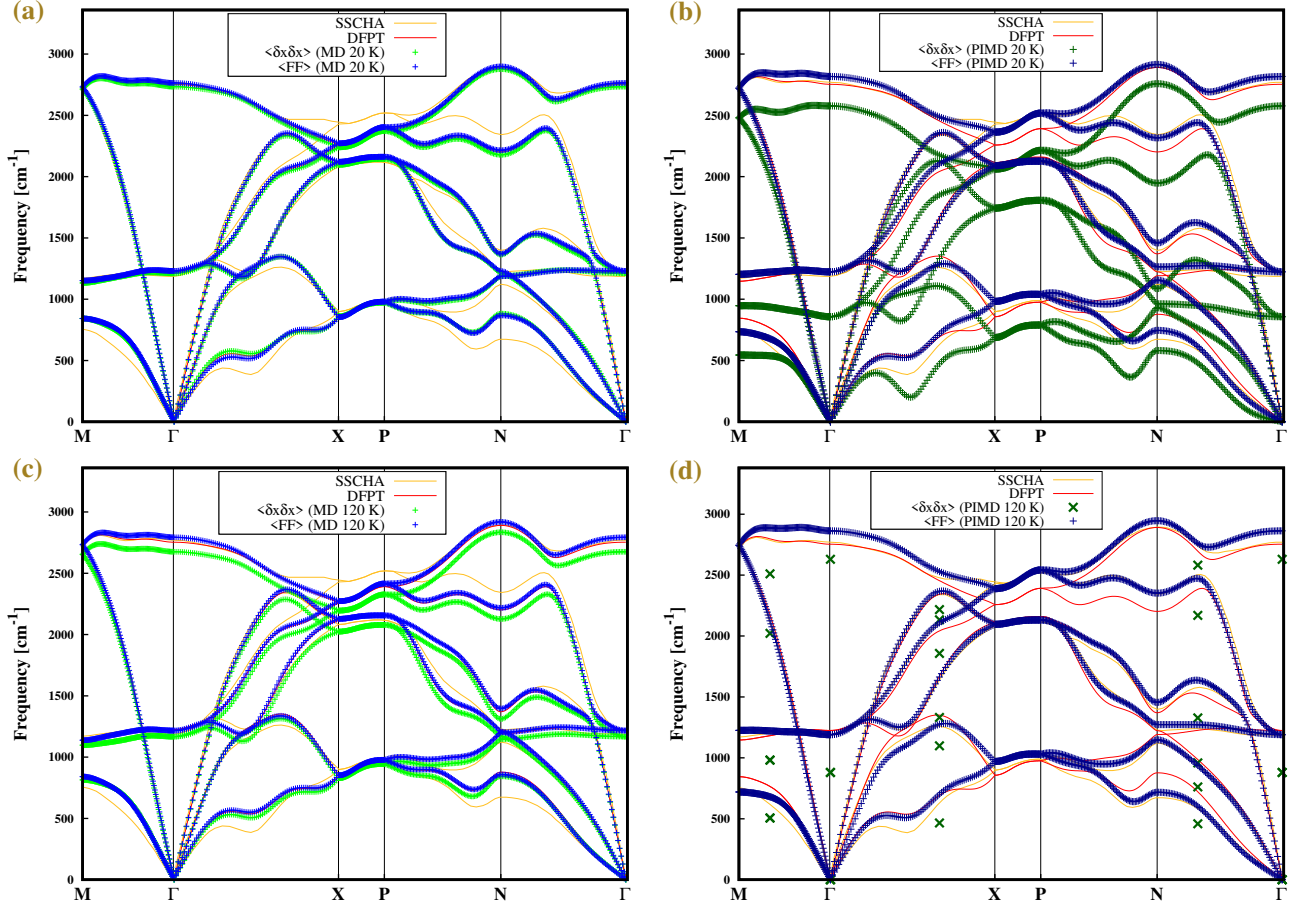 (a)
SSCHA
DFPT
<δxδx> (MD 20 K)
<FF> (MD 20 K)
Frequency [cm⁻¹]
3000
2500
2000
1500
1000
500
0
M Γ X P N Γ
(b)
SSCHA
DFPT
<δxδx> (PIMD 20 K)
<FF> (PIMD 20 K)
Frequency [cm⁻¹]
3000
2500
2000
1500
1000
500
0
M Γ X P N Γ
(c)
SSCHA
DFPT
<δxδx> (MD 120 K)
<FF> (MD 120 K)
Frequency [cm⁻¹]
3000
2500
2000
1500
1000
500
0
M Γ X P N Γ
(d)
SSCHA
DFPT
<δxδx> (PIMD 120 K)
<FF> (PIMD 120 K)
Frequency [cm⁻¹]
3000
2500
2000
1500
1000
500
0
M Γ X P N Γ